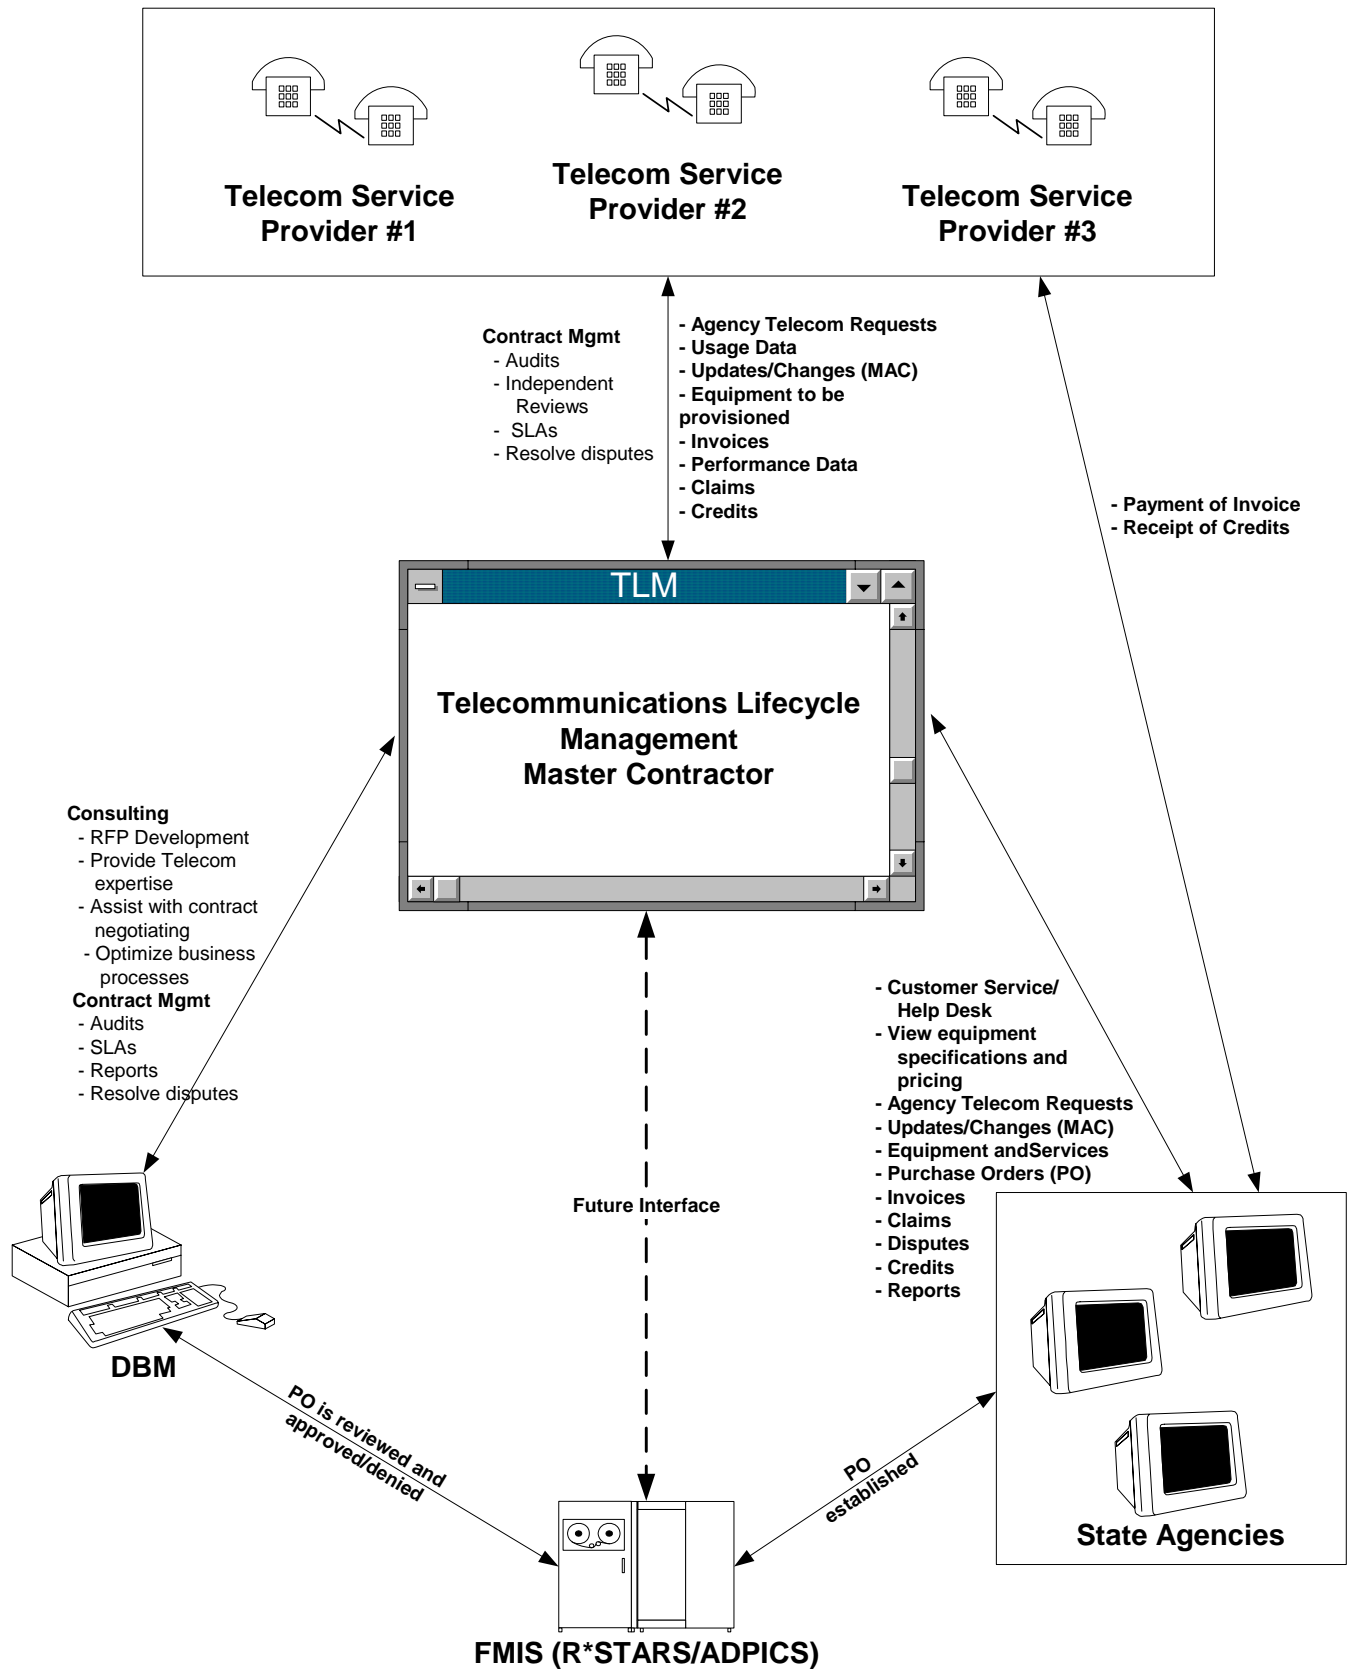 Telecom Service
Provider #1
Telecom Service
Provider #2
Telecom Service
Provider #3
Contract Mgmt
- Audits
- Independent
Reviews
- SLAs
- Resolve disputes
- Agency Telecom Requests
- Usage Data
- Updates/Changes (MAC)
- Equipment to be
provisioned
- Invoices
- Performance Data
- Claims
- Credits
- Payment of Invoice
- Receipt of Credits
TLM
Telecommunications Lifecycle
Management
Master Contractor
Consulting
- RFP Development
- Provide Telecom
expertise
- Assist with contract
negotiating
- Optimize business
processes
Contract Mgmt
- Audits
- SLAs
- Reports
- Resolve disputes
- Customer Service/
Help Desk
- View equipment
specifications and
pricing
- Agency Telecom Requests
- Updates/Changes (MAC)
- Equipment andServices
- Purchase Orders (PO)
- Invoices
- Claims
- Disputes
- Credits
- Reports
Future Interface
DBM
PO is reviewed and
approved/denied
PO
established
State Agencies
FMIS (R*STARS/ADPICS)